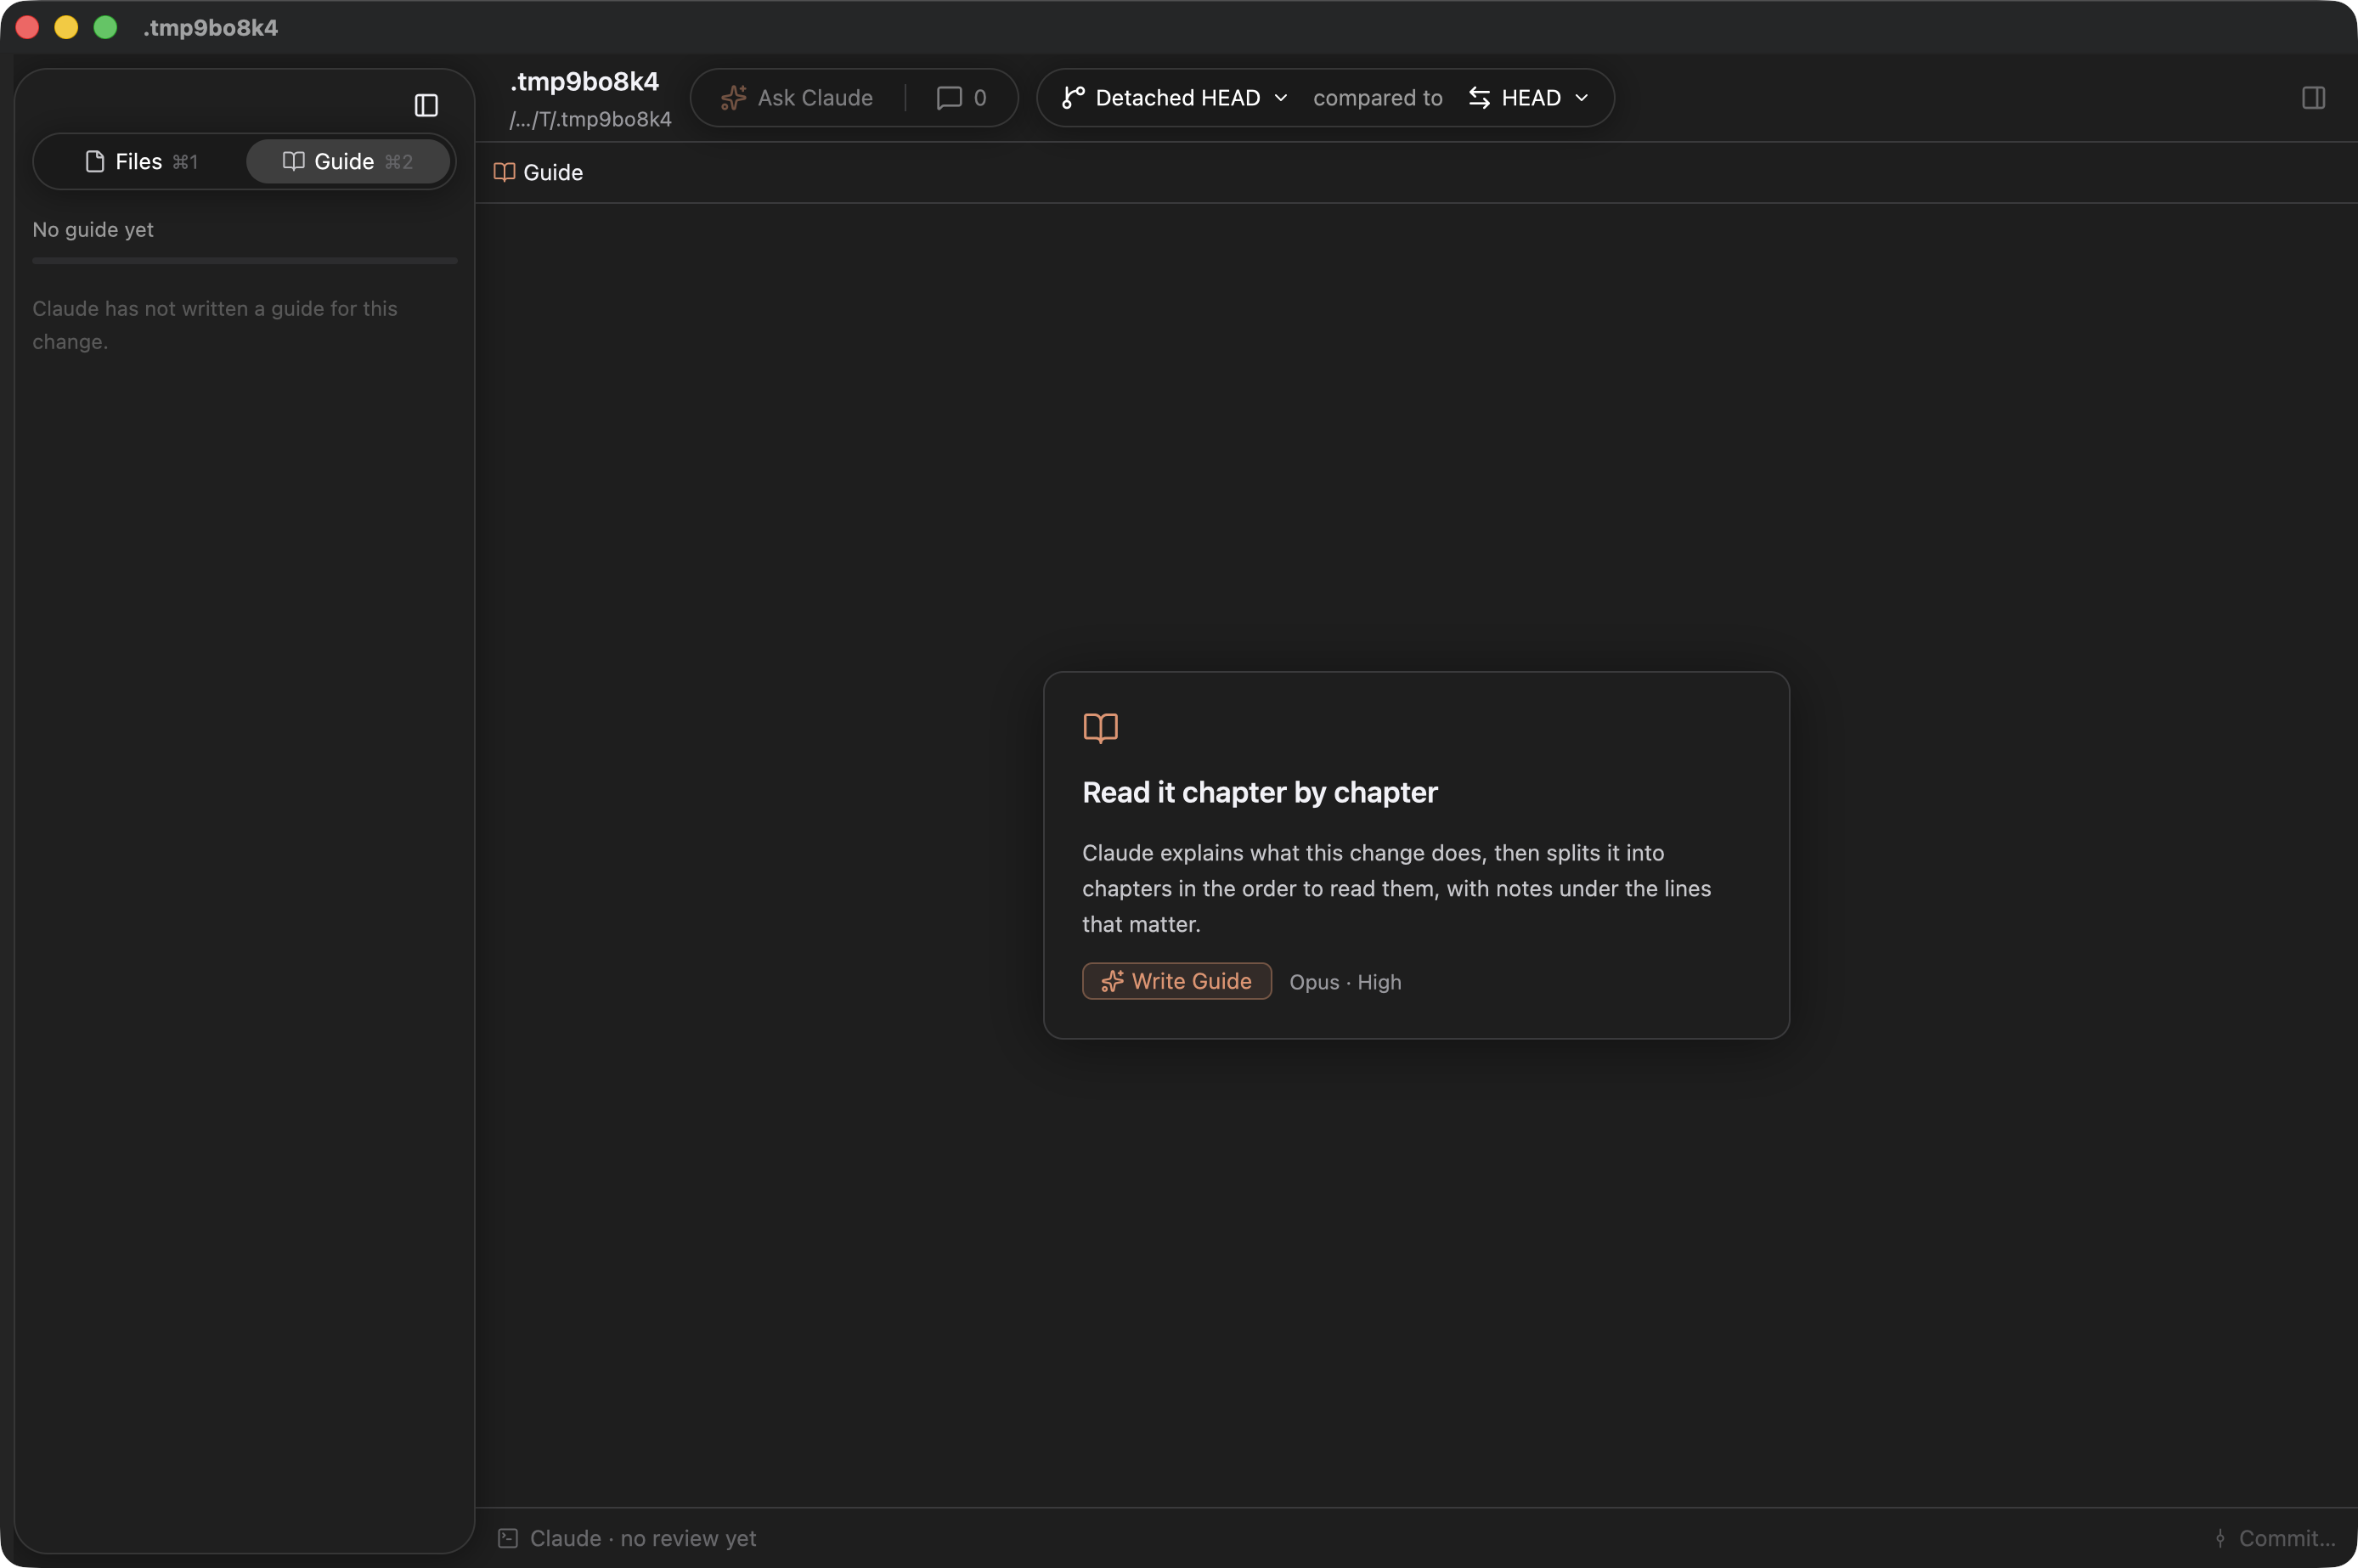 .tmp9bo8k4
Files ⌘1
Guide ⌘2
No guide yet
Claude has not written a guide for this
change.
.tmp9bo8k4
/.../T/.tmp9bo8k4
Ask Claude
0
Detached HEAD
compared to
HEAD
Guide
Read it chapter by chapter
Claude explains what this change does, then splits it into
chapters in the order to read them, with notes under the lines
that matter.
Write Guide
Opus · High
Claude · no review yet
Commit...